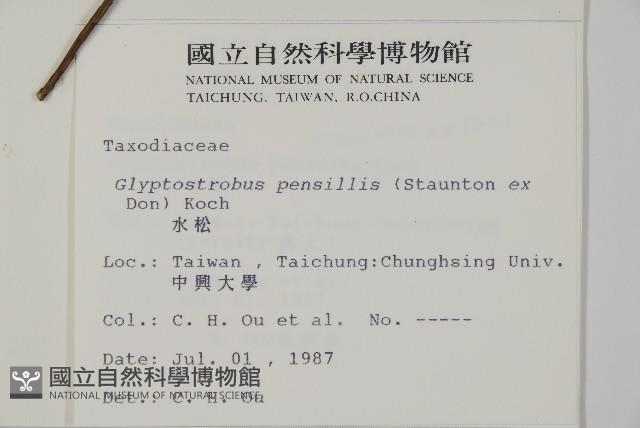 國立自然科學博物館
NATIONAL MUSEUM OF NATURAL SCIENCE
TAICHUNG, TAIWAN, R.O.CHINA
Taxodiaceae
Glyptostrobus pensillis (Staunton ex
Don) Koch
水松
Loc.: Taiwan , Taichung:Chunghsing Univ.
中興大學
Col.: C. H. Ou et al. No. -----
Date: Jul. 01 , 1987
國立自然科學博物館
NATIONAL MUSEUM OF NATURAL SCIENCE
Det.: C. H. Ou